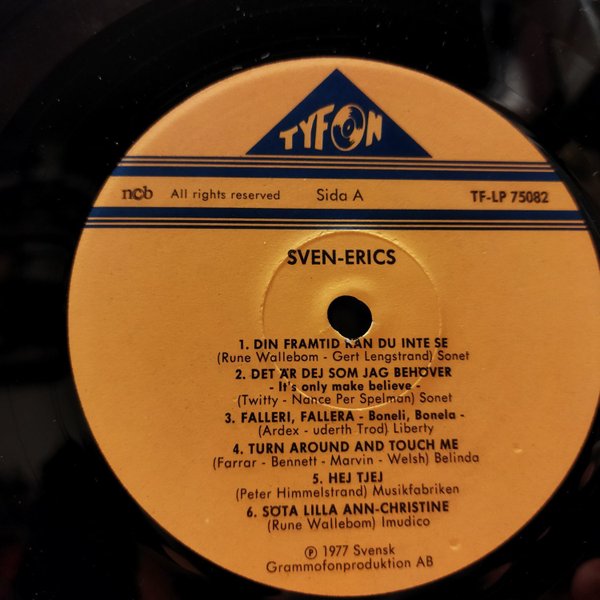 TYFON
ncb All rights reserved Sida A TF-LP 75082
SVEN-ERICS
1. DIN FRAMTID KAN DU INTE SE
(Rune Wallebom - Gert Lengstrand) Sonet
2. DET ÄR DEJ SOM JAG BEHÖVER
- It's only make believe -
(Twitty - Nance Per Spelman) Sonet
3. FALLERI, FALLERA - Boneli, Bonela -
(Ardex - uderth Trod) Liberty
4. TURN AROUND AND TOUCH ME
(Farrar - Bennett - Marvin - Welsh) Belinda
5. HEJ TJEJ
(Peter Himmelstrand) Musikfabriken
6. SÖTA LILLA ANN-CHRISTINE
(Rune Wallebom) Imudico
℗ 1977 Svensk
Grammofonproduktion AB